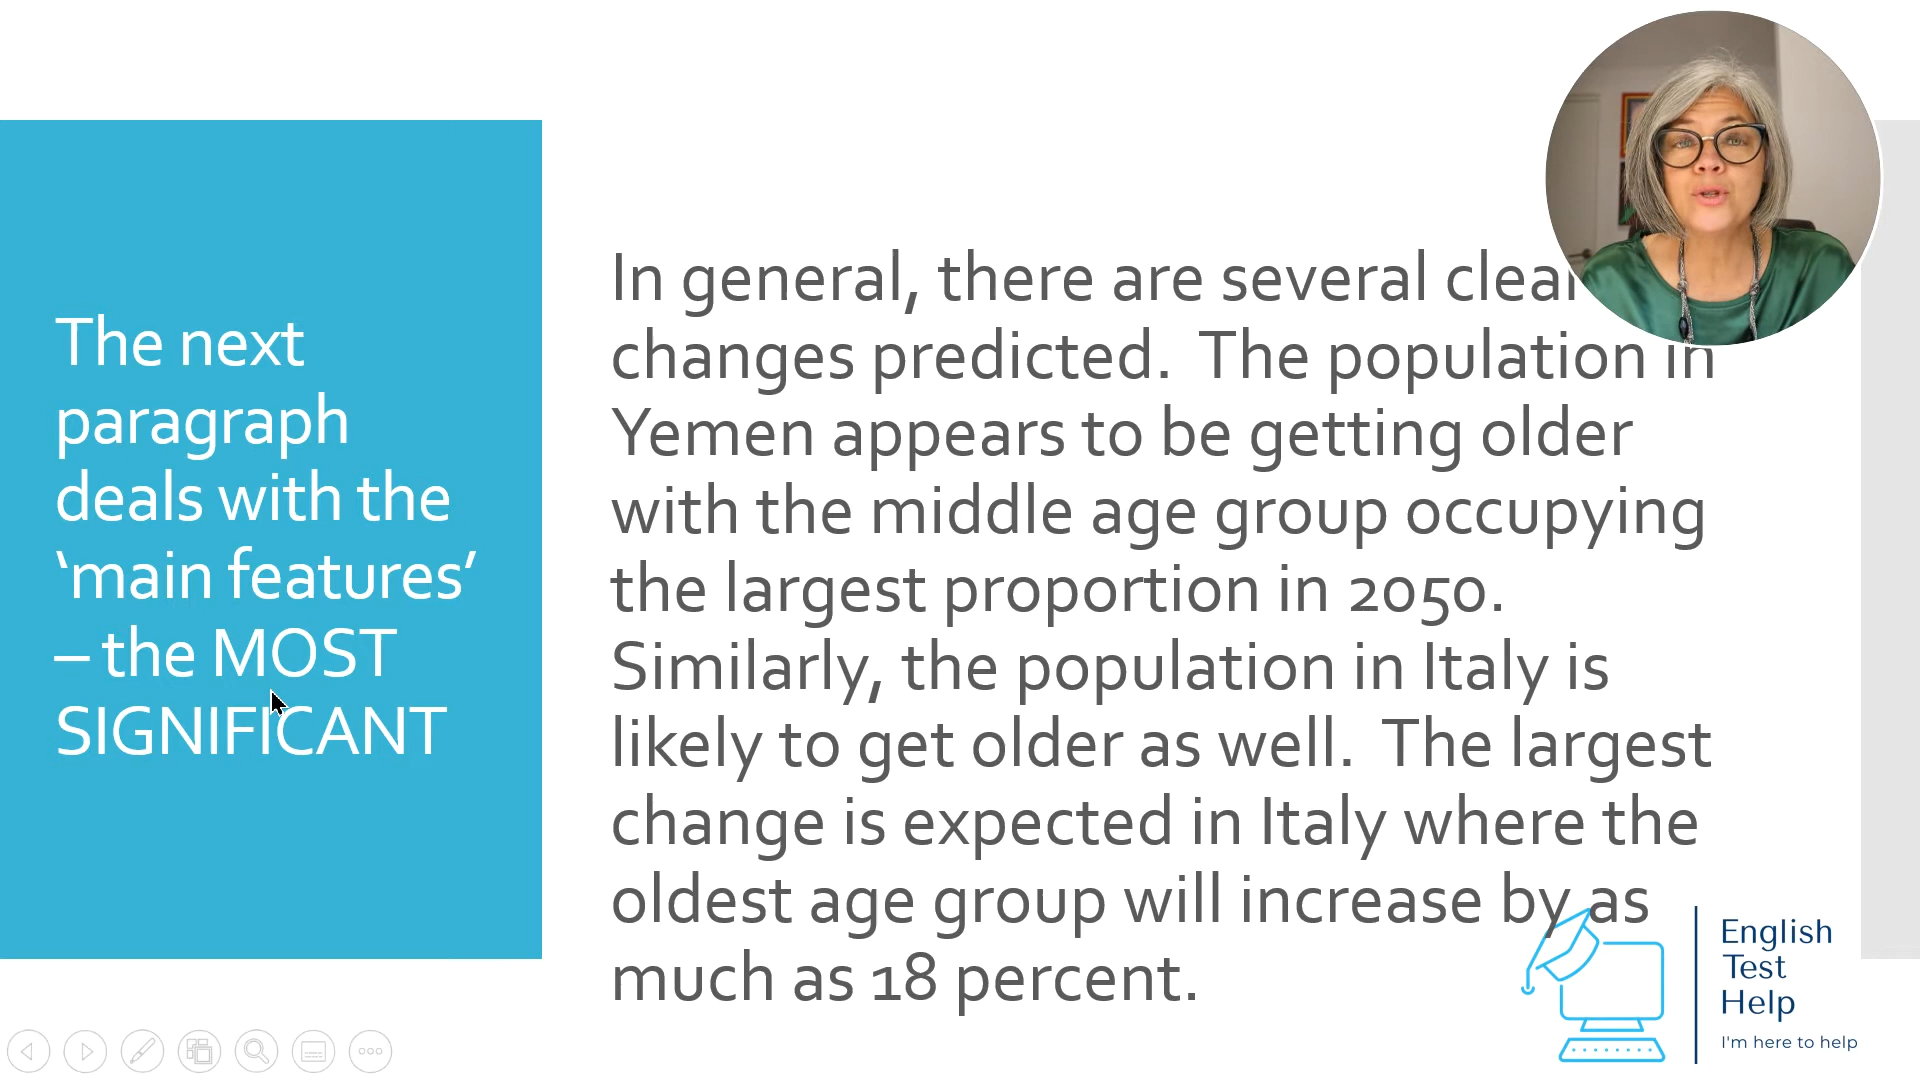 The next
paragraph
deals with the
‘main features’
– the MOST
SIGNIFICANT
In general, there are several clear
changes predicted.  The population in
Yemen appears to be getting older
with the middle age group occupying
the largest proportion in 2050.
Similarly, the population in Italy is
likely to get older as well.  The largest
change is expected in Italy where the
oldest age group will increase by as
much as 18 percent.
English
Test
Help
I'm here to help